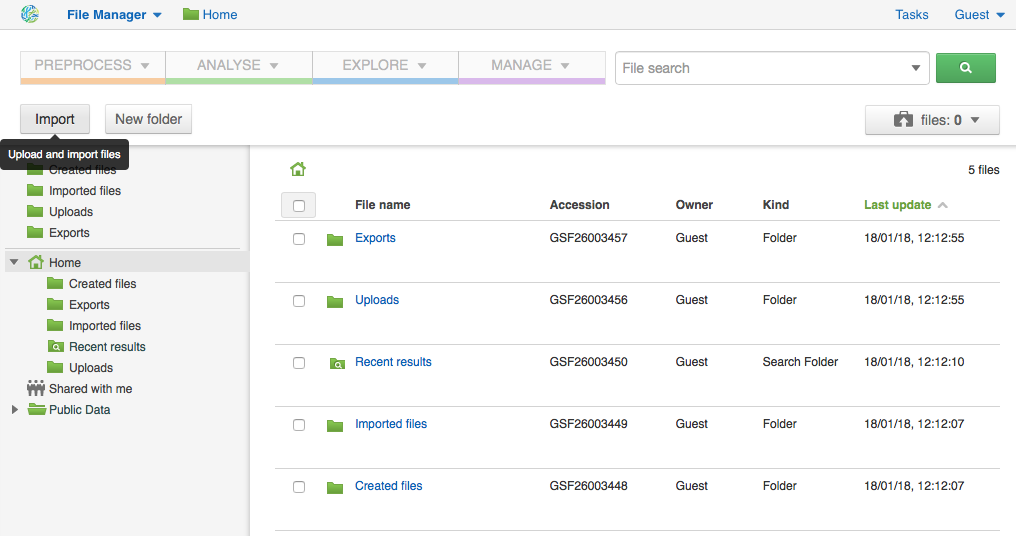 File Manager Home Tasks Guest
PREPROCESS ANALYSE EXPLORE MANAGE File search
Import New folder files: 0
Upload and import files
Created files
Imported files
Uploads
Exports
Home
Created files
Exports
Imported files
Recent results
Uploads
Shared with me
Public Data
5 files
File name Accession Owner Kind Last update
Exports GSF26003457 Guest Folder 18/01/18, 12:12:55
Uploads GSF26003456 Guest Folder 18/01/18, 12:12:55
Recent results GSF26003450 Guest Search Folder 18/01/18, 12:12:10
Imported files GSF26003449 Guest Folder 18/01/18, 12:12:07
Created files GSF26003448 Guest Folder 18/01/18, 12:12:07